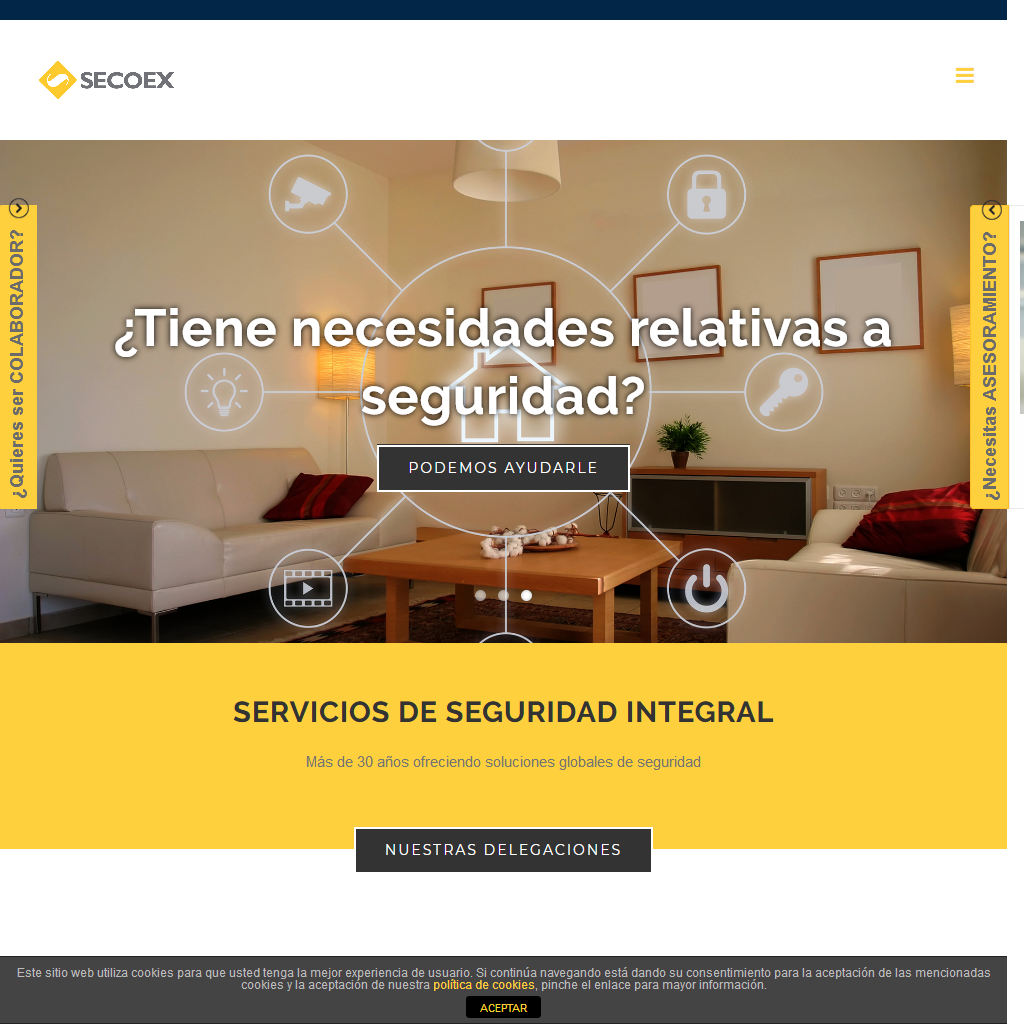 SECOEX
¿Quieres ser COLABORADOR?
¿Necesitas ASESORAMIENTO?
¿Tiene necesidades relativas a
seguridad?
PODEMOS AYUDARLE
SERVICIOS DE SEGURIDAD INTEGRAL
Más de 30 años ofreciendo soluciones globales de seguridad
NUESTRAS DELEGACIONES
Este sitio web utiliza cookies para que usted tenga la mejor experiencia de usuario. Si continúa navegando está dando su consentimiento para la aceptación de las mencionadas
cookies y la aceptación de nuestra política de cookies, pinche el enlace para mayor información.
ACEPTAR